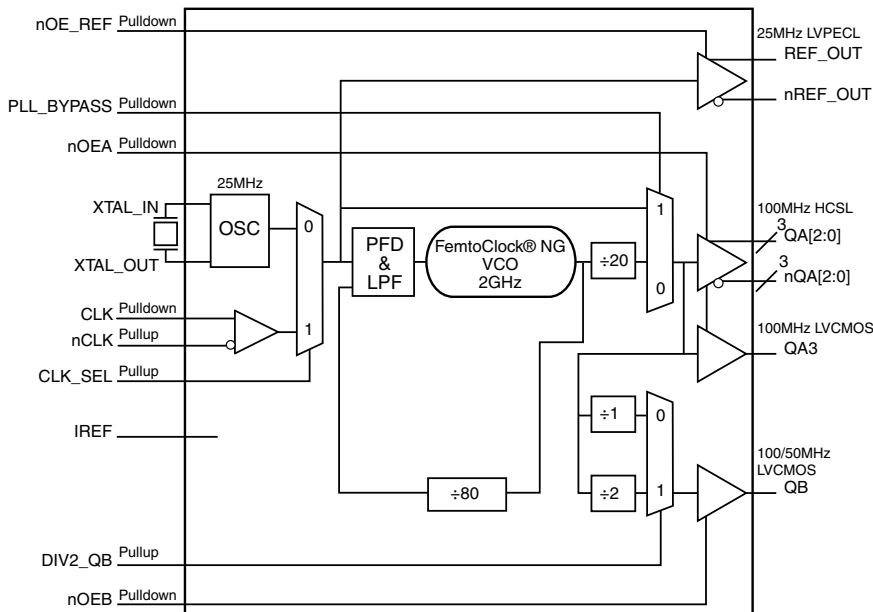 nOE_REF Pulldown
25MHz LVPECL
REF_OUT
nREF_OUT
PLL_BYPASS Pulldown
nOEA Pulldown
25MHz
XTAL_IN
OSC
XTAL_OUT
0
1
PFD
&
LPF
FemtoClock® NG
VCO
2GHz
÷20
1
0
100MHz HCSL
3
QA[2:0]
3
nQA[2:0]
CLK Pulldown
nCLK Pullup
CLK_SEL Pullup
100MHz LVCMOS
QA3
IREF
÷1
0
÷2
1
÷80
100/50MHz
LVCMOS
QB
DIV2_QB Pullup
nOEB Pulldown